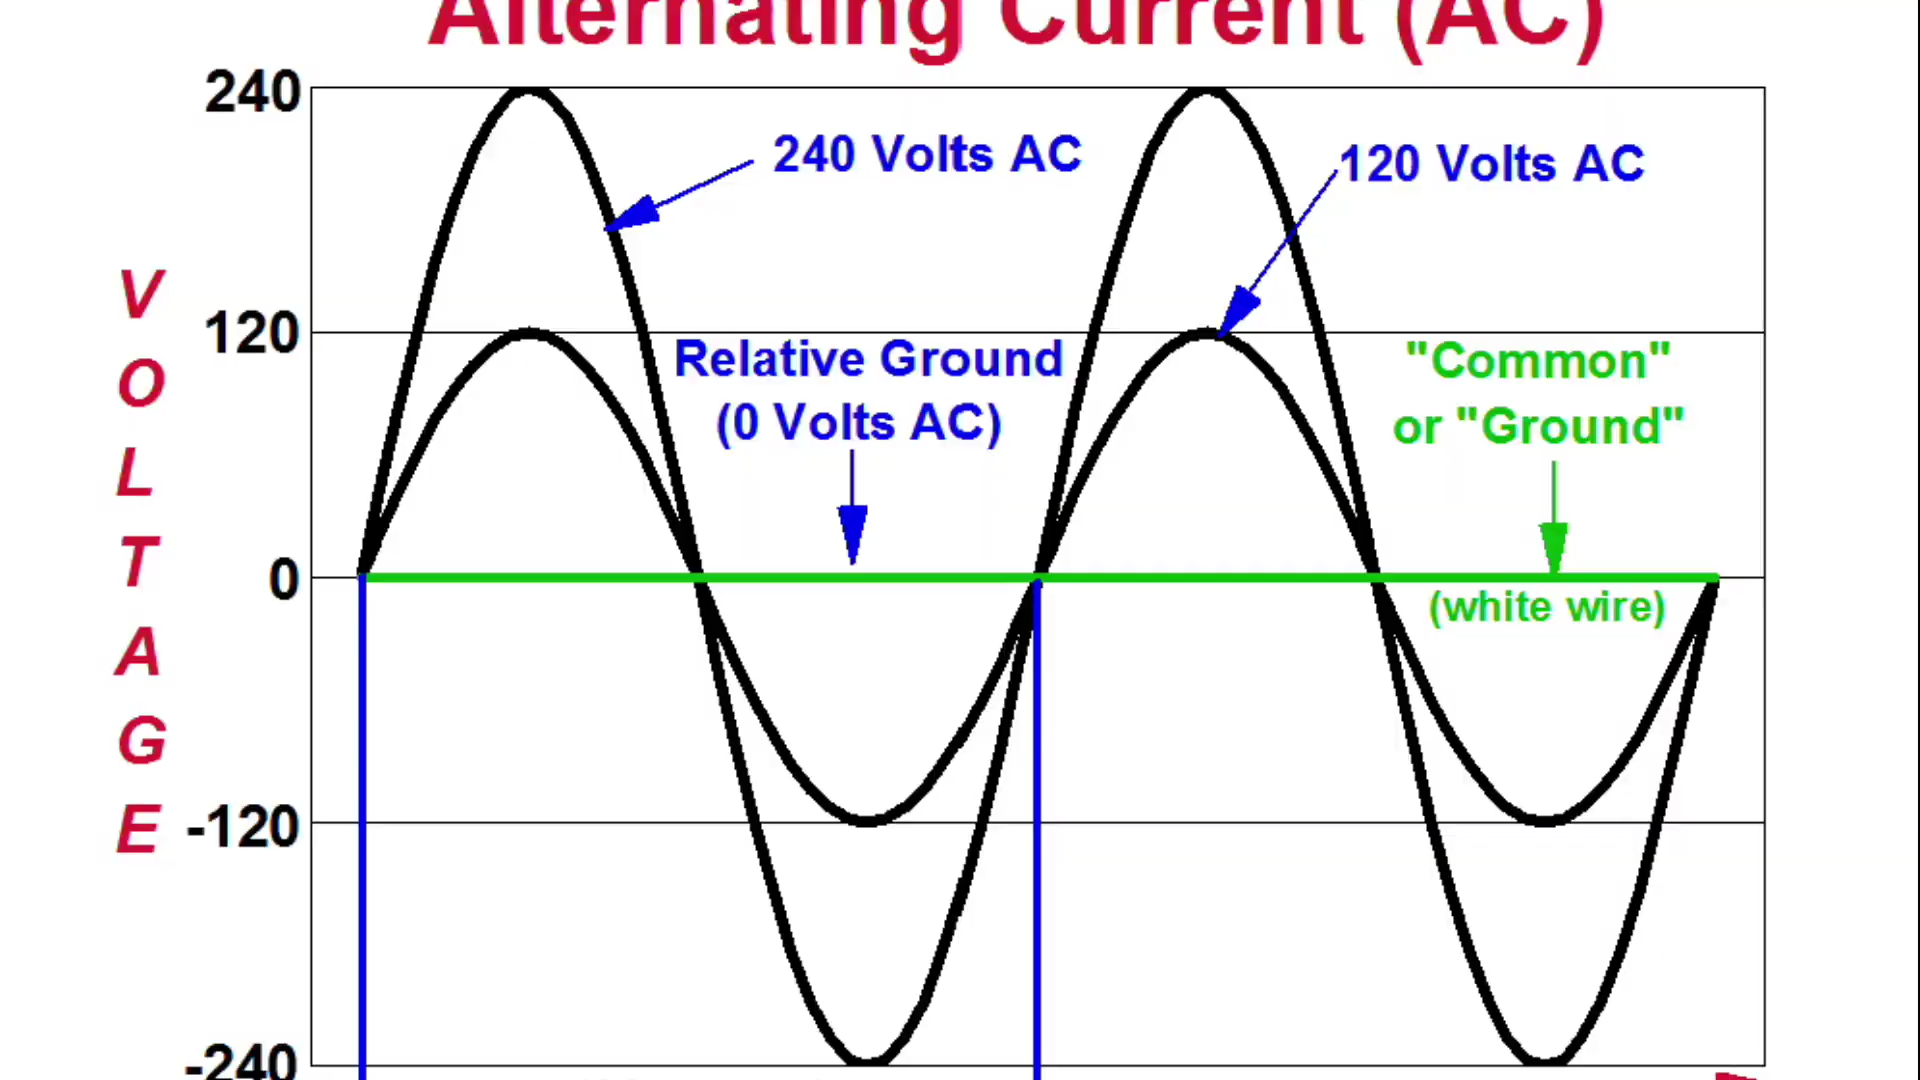 Alternating Current (AC)
240
240 Volts AC
120 Volts AC
VOLTAGE
120
Relative Ground
(0 Volts AC)
"Common"
or "Ground"
0
(white wire)
-120
-240